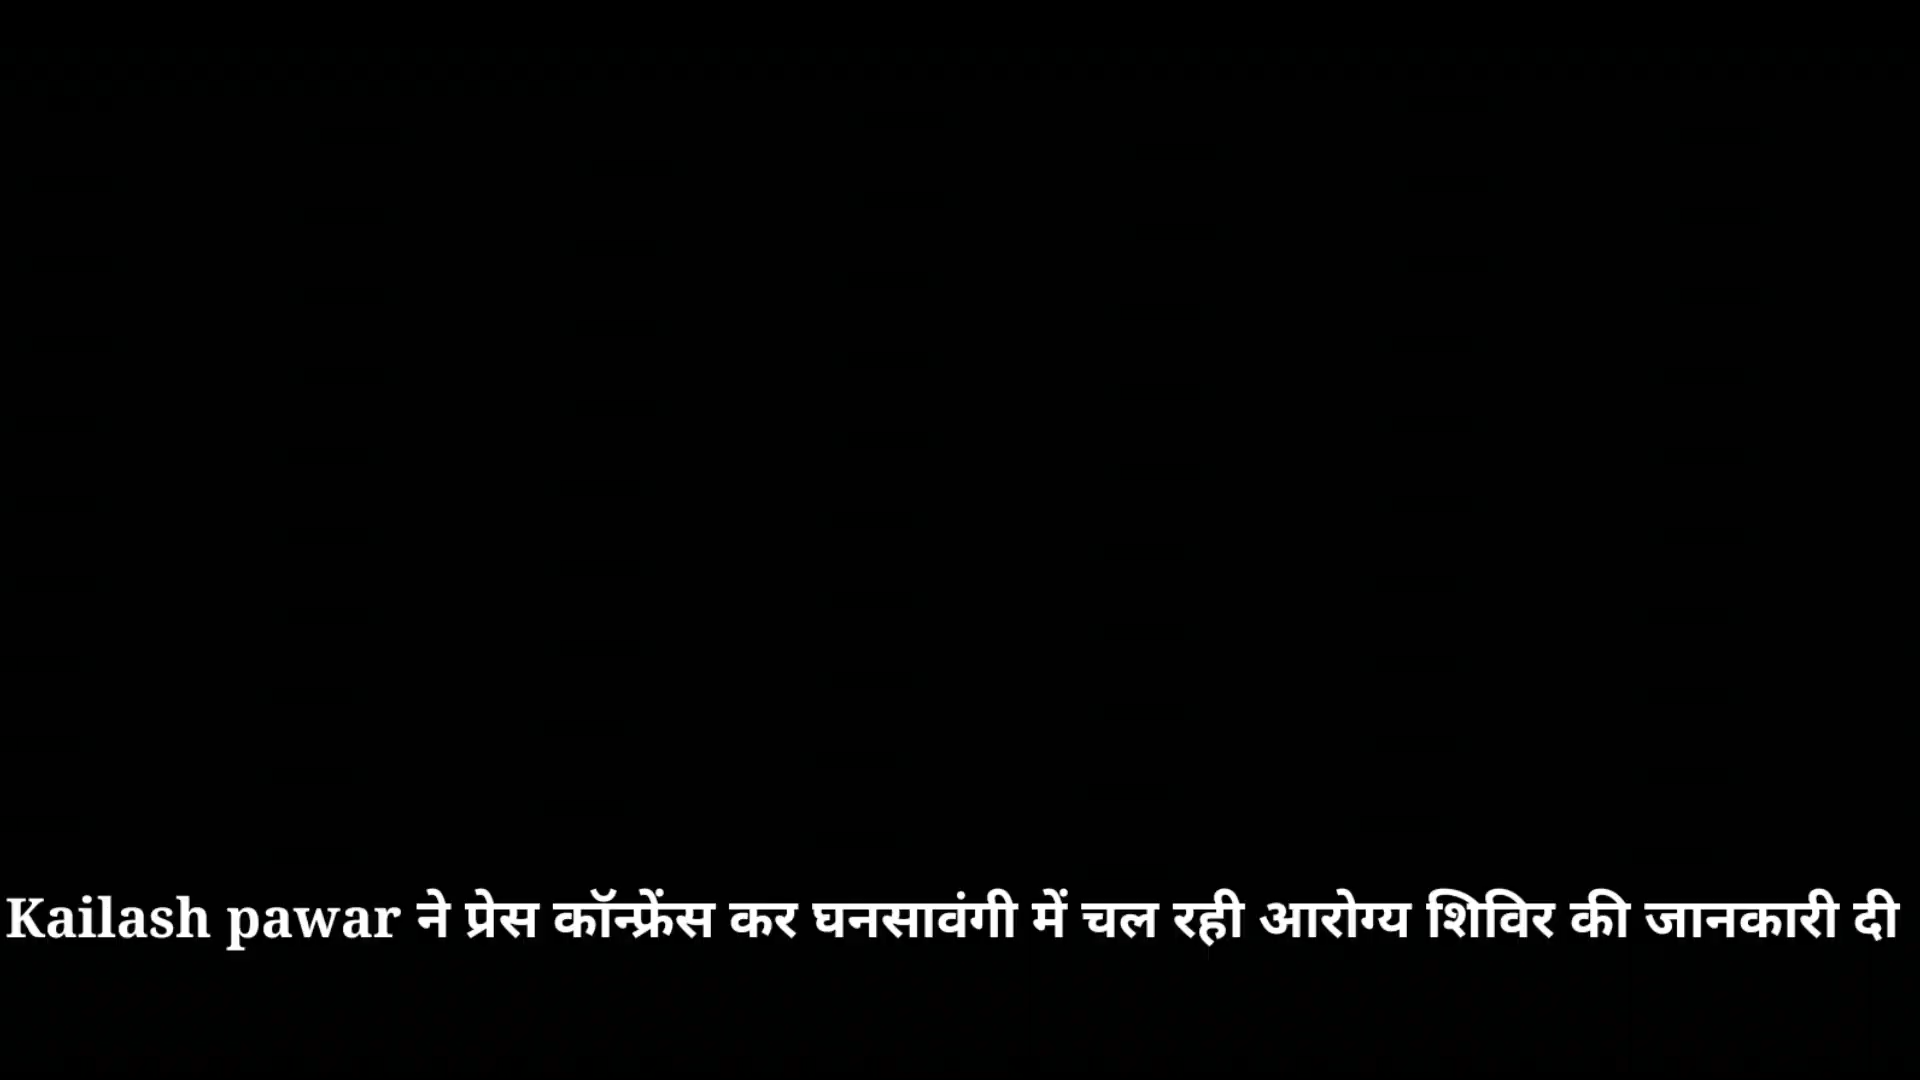 Kailash pawar ने प्रेस कॉन्फ्रेंस कर घनसावंगी में चल रही आरोग्य शिविर की जानकारी दी